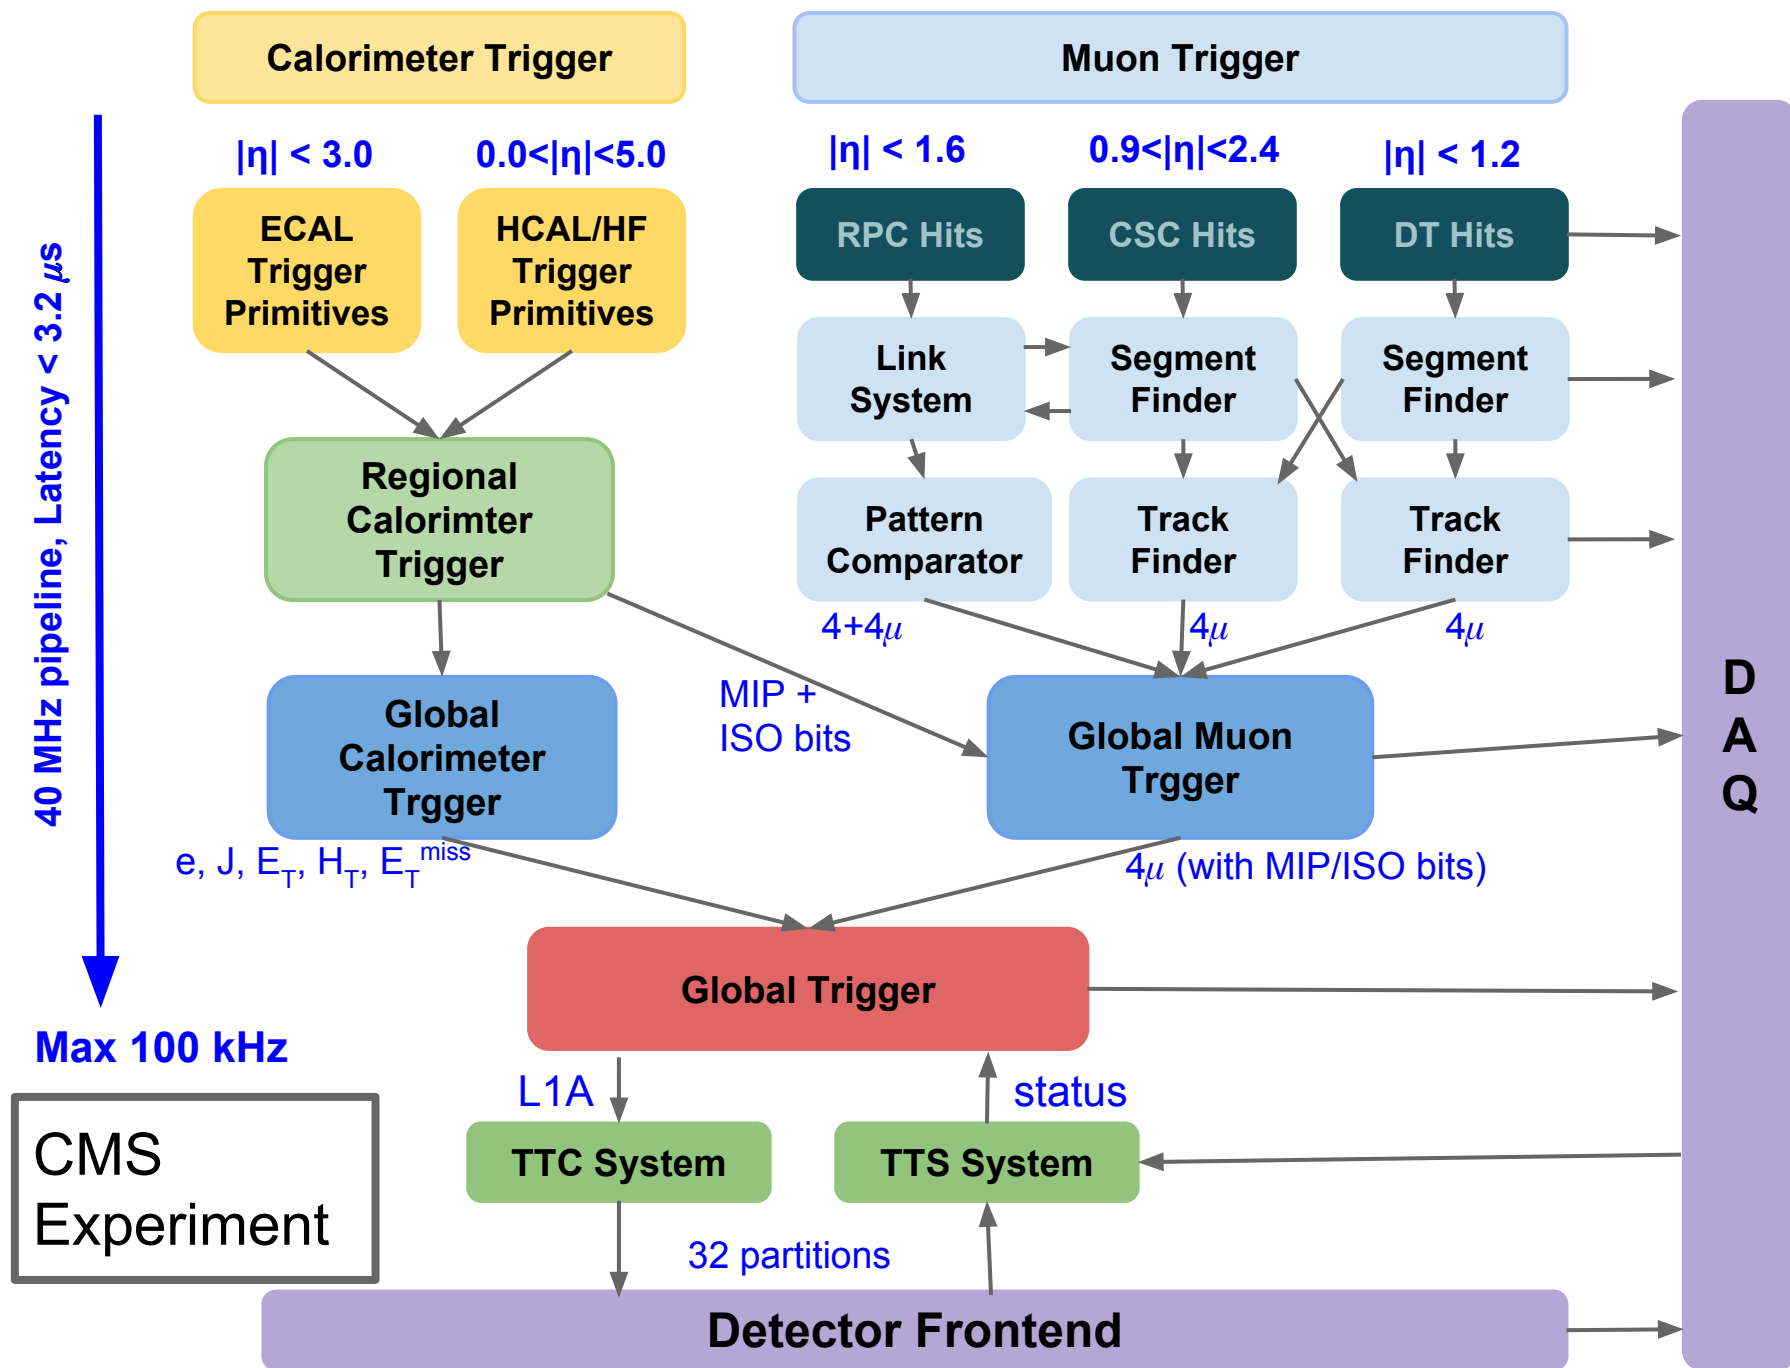 Calorimeter Trigger
Muon Trigger
|η| < 3.0
0.0<|η|<5.0
|η| < 1.6
0.9<|η|<2.4
|η| < 1.2
ECAL
Trigger
Primitives
HCAL/HF
Trigger
Primitives
RPC Hits
CSC Hits
DT Hits
Link
System
Segment
Finder
Segment
Finder
Regional
Calorimter
Trigger
Pattern
Comparator
Track
Finder
Track
Finder
4+4μ
4μ
4μ
40 MHz pipeline, Latency < 3.2 μs
MIP +
ISO bits
Global
Calorimeter
Trgger
Global Muon
Trgger
D
A
Q
e, J, E_T, H_T, E_T^miss
4μ (with MIP/ISO bits)
Global Trigger
Max 100 kHz
L1A
status
CMS
Experiment
TTC System
TTS System
32 partitions
Detector Frontend